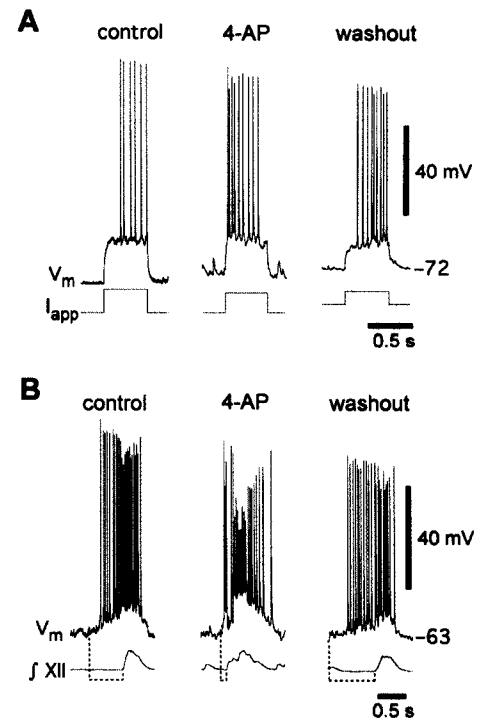 A
control 4-AP washout
40 mV
Vm
-72
Iapp
0.5 s
B
control 4-AP washout
40 mV
Vm
-63
∫ XII
0.5 s